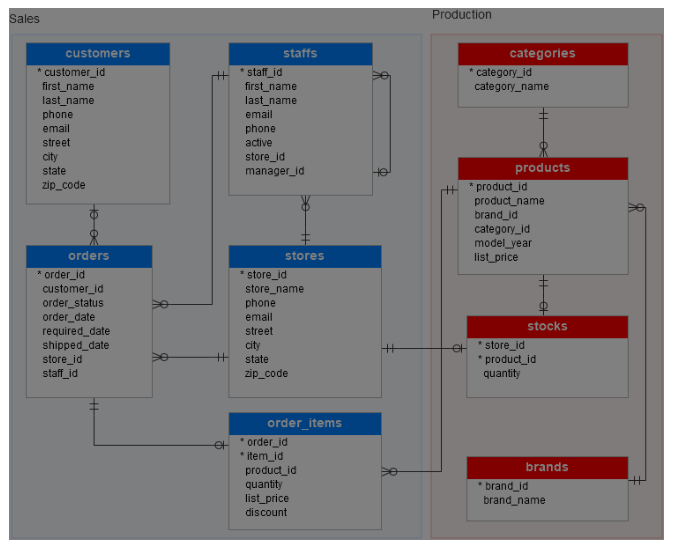 Sales
Production
customers
* customer_id
first_name
last_name
phone
email
street
city
state
zip_code
staffs
* staff_id
first_name
last_name
email
phone
active
store_id
manager_id
categories
* category_id
category_name
products
* product_id
product_name
brand_id
category_id
model_year
list_price
orders
* order_id
customer_id
order_status
order_date
required_date
shipped_date
store_id
staff_id
stores
* store_id
store_name
phone
email
street
city
state
zip_code
stocks
* store_id
* product_id
quantity
order_items
* order_id
* item_id
product_id
quantity
list_price
discount
brands
* brand_id
brand_name